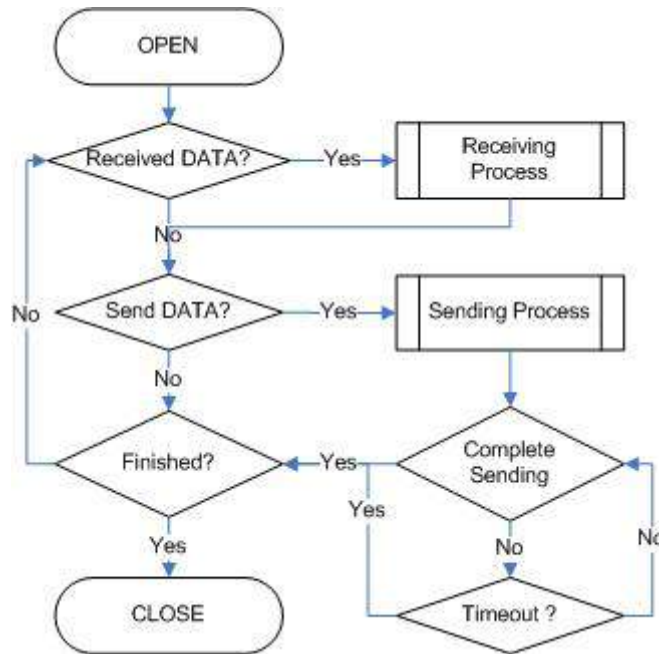 OPEN
Received DATA?
Yes
Receiving
Process
No
Send DATA?
Yes
Sending Process
No
No
Finished?
Yes
Complete
Sending
Yes
No
No
Yes
CLOSE
Timeout ?